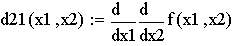 d21(x1,x2) := d/dx1 d/dx2 f(x1,x2)